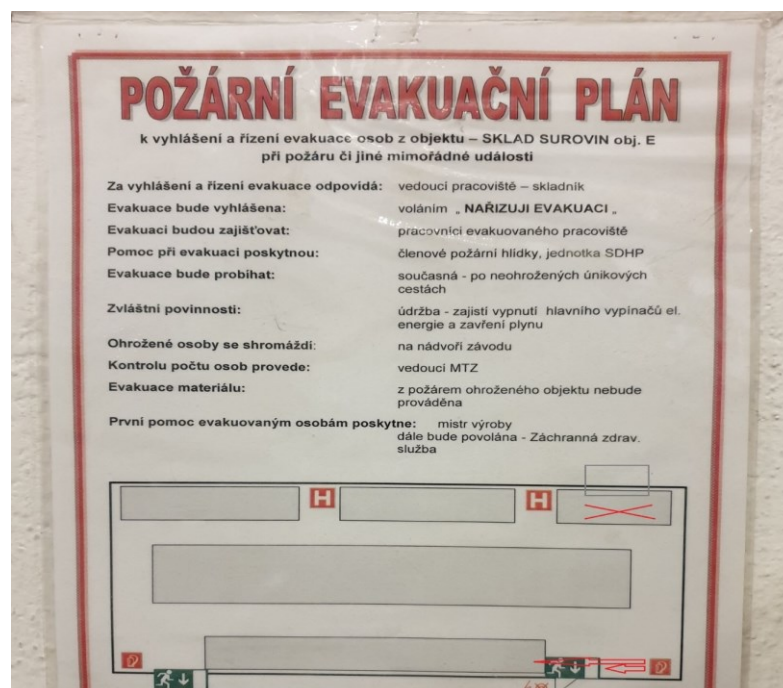 POŽÁRNÍ EVAKUAČNÍ PLÁN
k vyhlášení a řízení evakuace osob z objektu – SKLAD SUROVIN obj. E
při požáru či jiné mimořádné události
Za vyhlášení a řízení evakuace odpovídá: vedoucí pracoviště – skladník
Evakuace bude vyhlášena: voláním „ NAŘIZUJI EVAKUACI „
Evakuaci budou zajišťovat: pracovníci evakuovaného pracoviště
Pomoc při evakuaci poskytnou: členové požární hlídky, jednotka SDHP
Evakuace bude probíhat: současná - po neohrožených únikových
cestách
Zvláštní povinnosti: údržba - zajistí vypnutí hlavního vypínačů el.
energie a zavření plynu
Ohrožené osoby se shromáždí: na nádvoří závodu
Kontrolu počtu osob provede: vedoucí MTZ
Evakuace materiálu: z požárem ohroženého objektu nebude
prováděna
První pomoc evakuovaným osobám poskytne: mistr výroby
dále bude povolána - Záchranná zdrav.
služba
H H